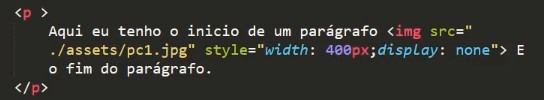 <p >
Aqui eu tenho o inicio de um parágrafo <img src="
./assets/pc1.jpg" style="width: 400px;display: none"> E
o fim do parágrafo.
</p>